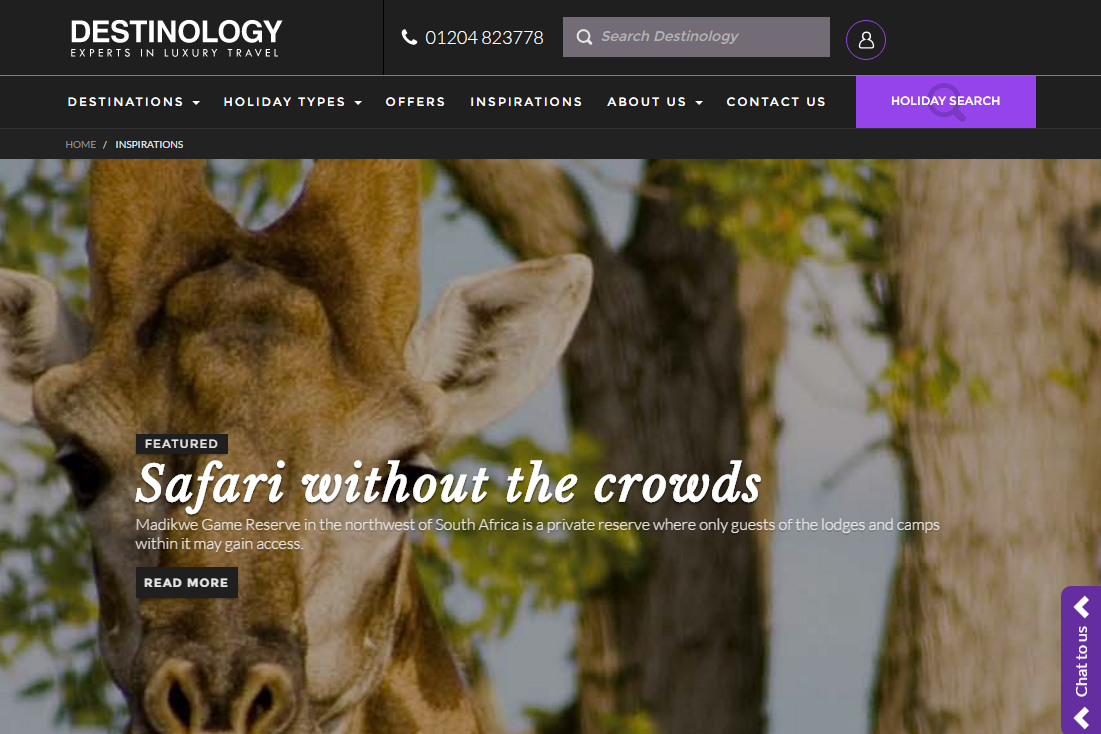 DESTINOLOGY
EXPERTS IN LUXURY TRAVEL
01204 823778
Search Destinology
DESTINATIONS
HOLIDAY TYPES
OFFERS
INSPIRATIONS
ABOUT US
CONTACT US
HOLIDAY SEARCH
HOME / INSPIRATIONS
FEATURED
Safari without the crowds
Madikwe Game Reserve in the northwest of South Africa is a private reserve where only guests of the lodges and camps
within it may gain access.
READ MORE
Chat to us